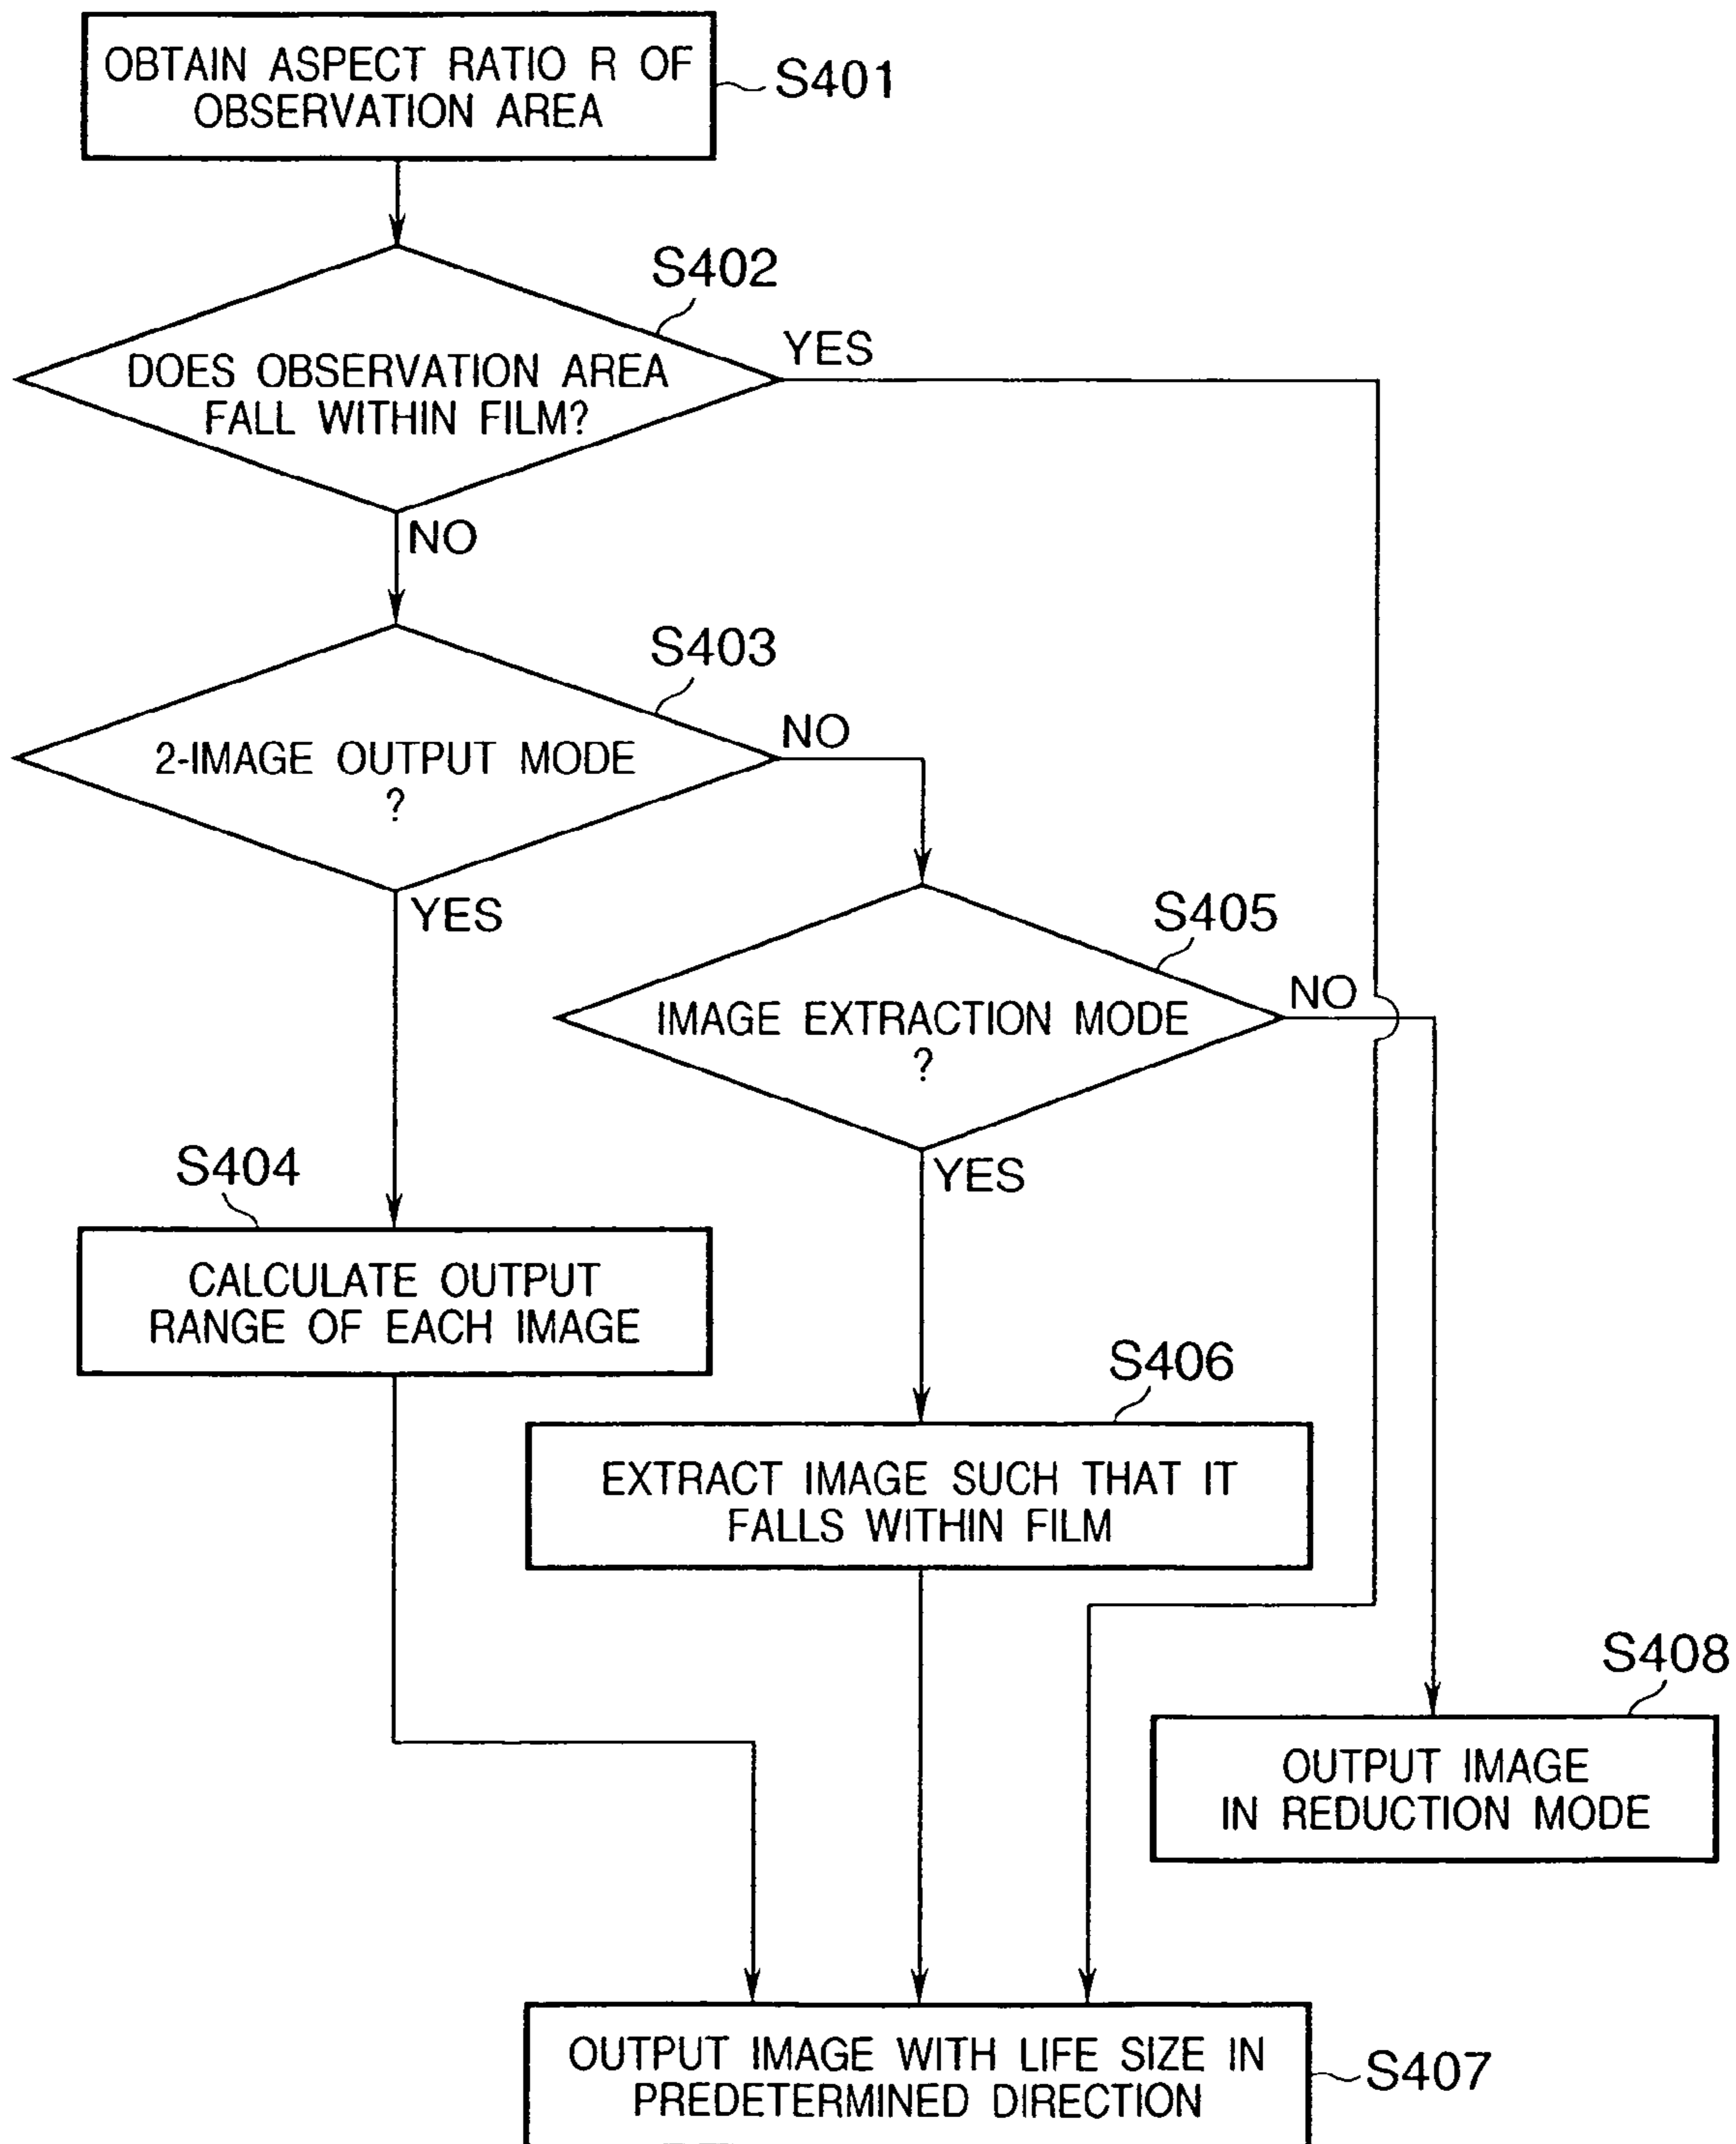 OBTAIN ASPECT RATIO R OF
OBSERVATION AREA
S401
S402
DOES OBSERVATION AREA
FALL WITHIN FILM?
YES
NO
S403
2-IMAGE OUTPUT MODE
?
NO
YES
S405
IMAGE EXTRACTION MODE
?
NO
YES
S404
CALCULATE OUTPUT
RANGE OF EACH IMAGE
S406
EXTRACT IMAGE SUCH THAT IT
FALLS WITHIN FILM
S408
OUTPUT IMAGE
IN REDUCTION MODE
OUTPUT IMAGE WITH LIFE SIZE IN
PREDETERMINED DIRECTION
S407